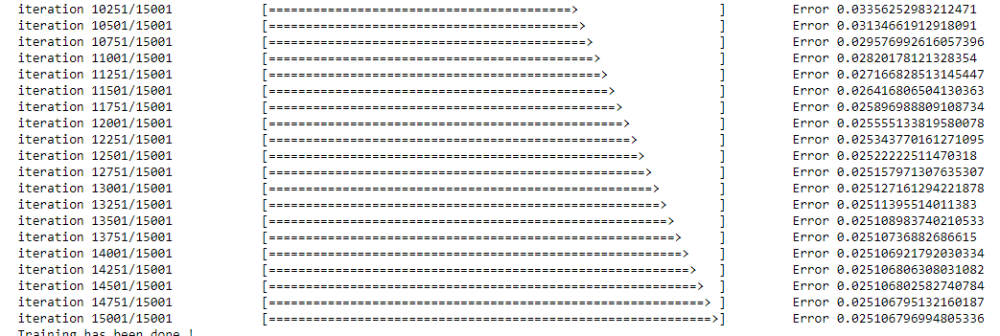 iteration 10251/15001 [=========================================> ] Error 0.03356252983212471
iteration 10501/15001 [==========================================> ] Error 0.03134661912918091
iteration 10751/15001 [===========================================> ] Error 0.029576992616057396
iteration 11001/15001 [============================================> ] Error 0.02820178121328354
iteration 11251/15001 [=============================================> ] Error 0.027166828513145447
iteration 11501/15001 [==============================================> ] Error 0.026416806504130363
iteration 11751/15001 [===============================================> ] Error 0.025896988809108734
iteration 12001/15001 [================================================> ] Error 0.025555133819580078
iteration 12251/15001 [=================================================> ] Error 0.025343770161271095
iteration 12501/15001 [==================================================> ] Error 0.02522222511470318
iteration 12751/15001 [===================================================> ] Error 0.025157971307635307
iteration 13001/15001 [====================================================> ] Error 0.025127161294221878
iteration 13251/15001 [=====================================================> ] Error 0.02511395514011383
iteration 13501/15001 [======================================================> ] Error 0.025108983740210533
iteration 13751/15001 [=======================================================> ] Error 0.02510736882686615
iteration 14001/15001 [========================================================> ] Error 0.025106921792030334
iteration 14251/15001 [=========================================================> ] Error 0.025106806308031082
iteration 14501/15001 [==========================================================> ] Error 0.025106802582740784
iteration 14751/15001 [===========================================================> ] Error 0.025106795132160187
iteration 15001/15001 [============================================================>] Error 0.025106796994805336
Training has been done !